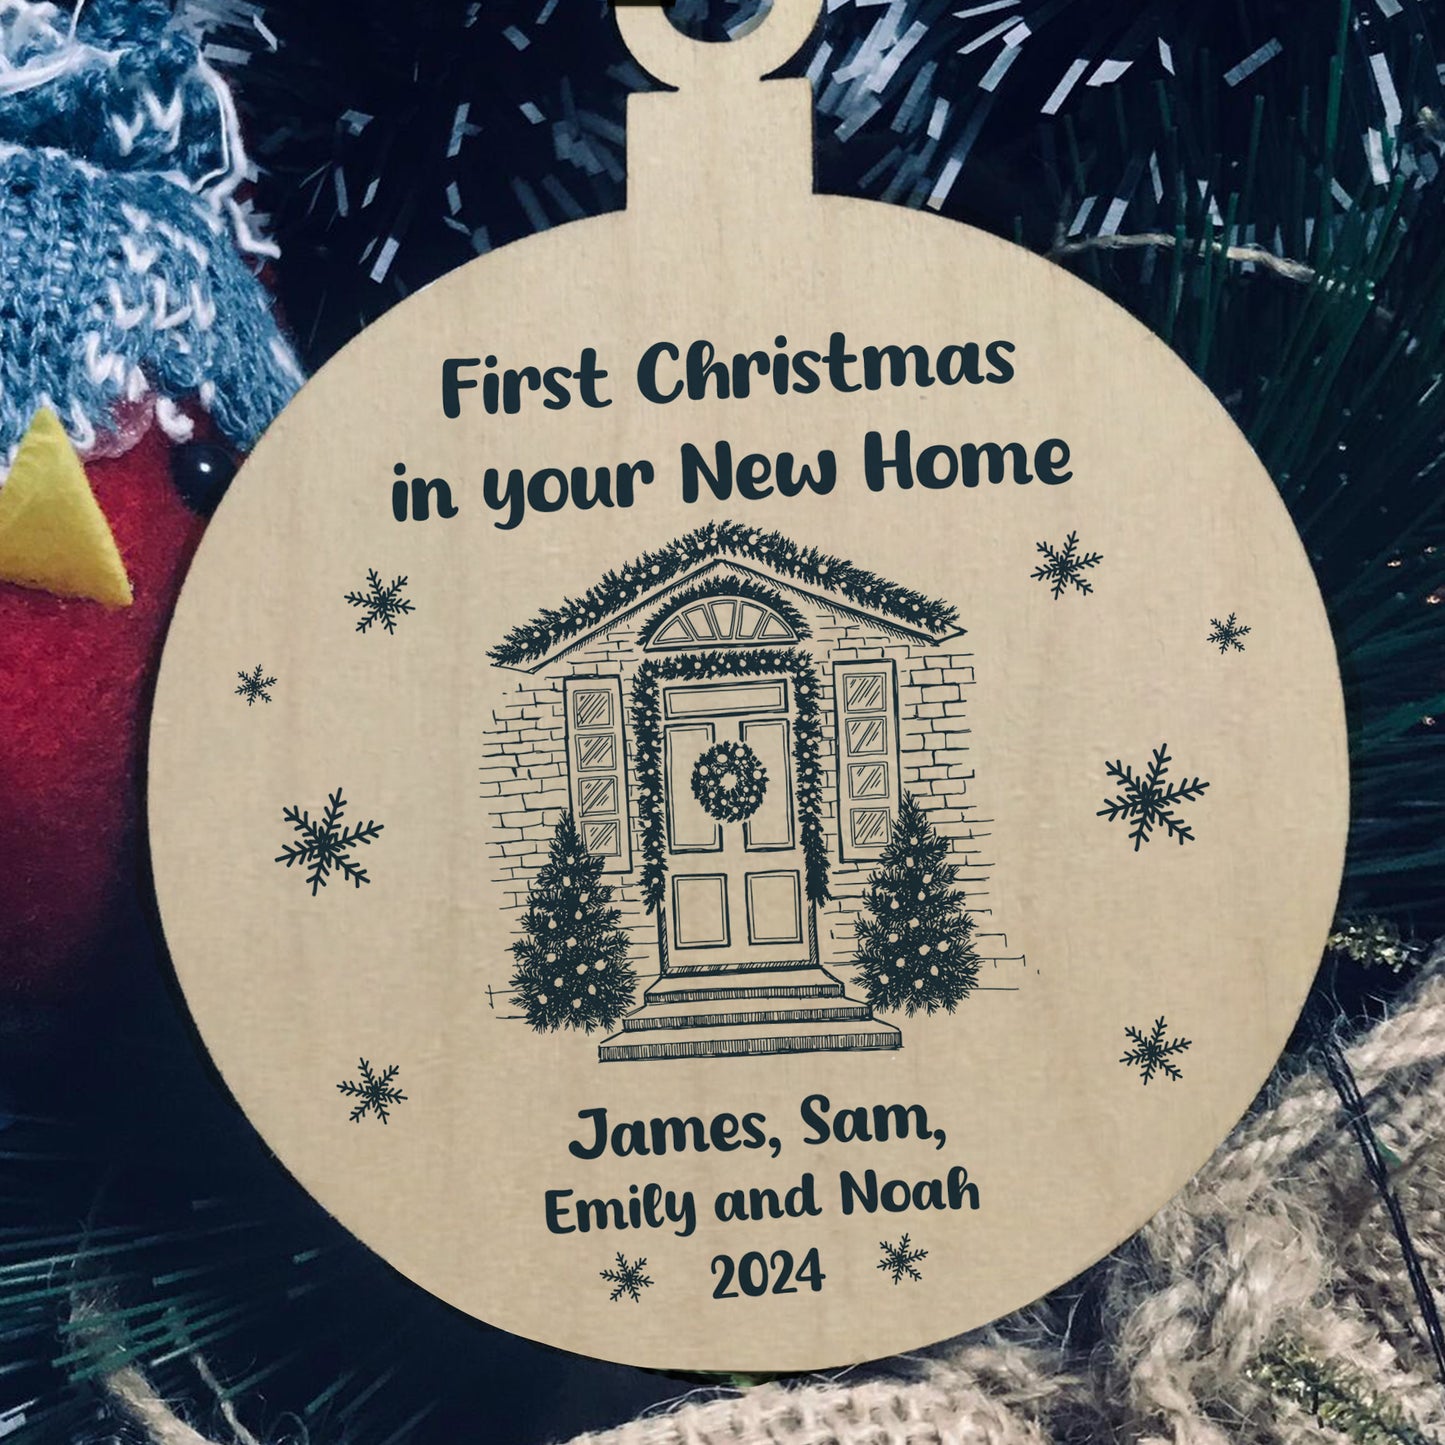 First Christmas
in your New Home
James, Sam,
Emily and Noah
2024